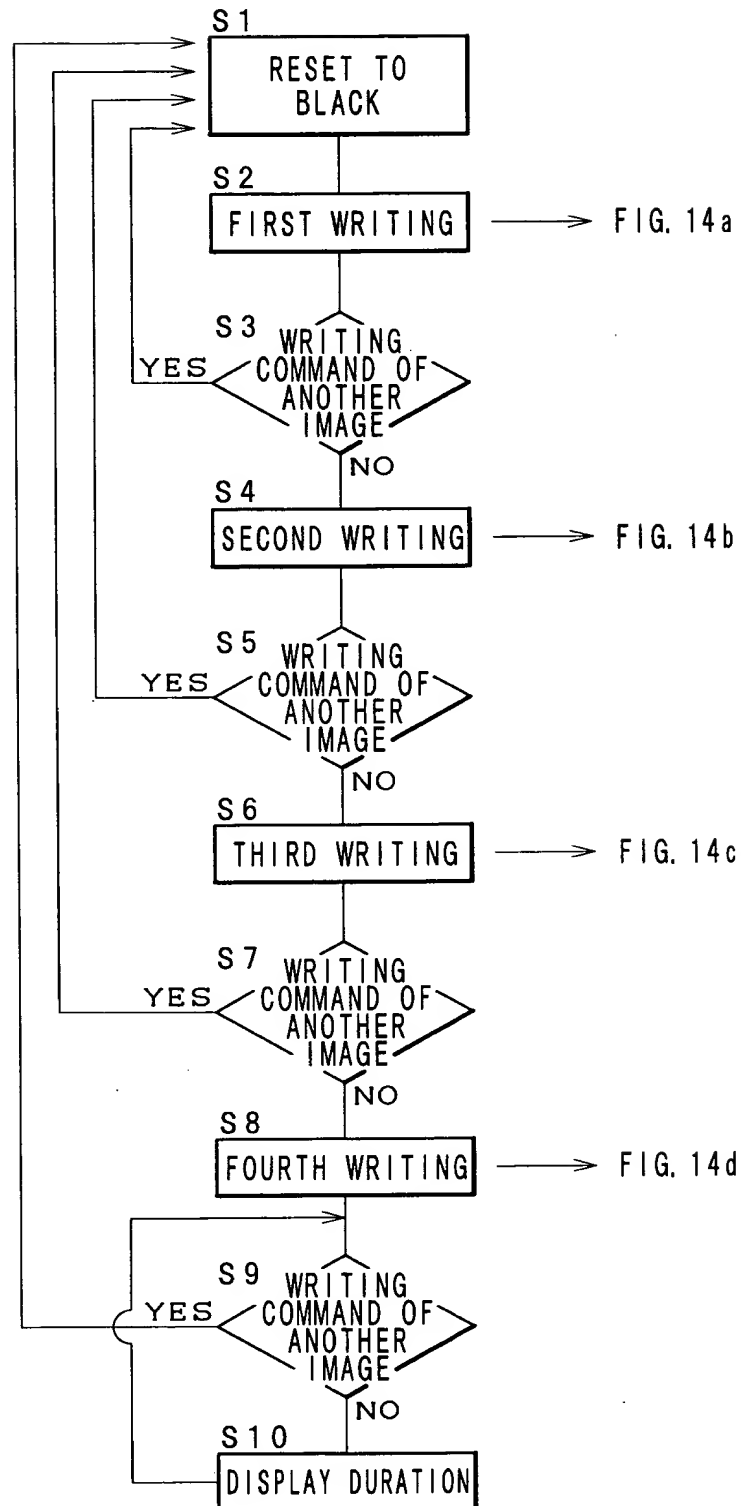 S1
RESET TO
BLACK
S2
FIRST WRITING
FIG. 14a
S3
WRITING
COMMAND OF
ANOTHER
IMAGE
YES
NO
S4
SECOND WRITING
FIG. 14b
S5
WRITING
COMMAND OF
ANOTHER
IMAGE
YES
NO
S6
THIRD WRITING
FIG. 14c
S7
WRITING
COMMAND OF
ANOTHER
IMAGE
YES
NO
S8
FOURTH WRITING
FIG. 14d
S9
WRITING
COMMAND OF
ANOTHER
IMAGE
YES
NO
S10
DISPLAY DURATION